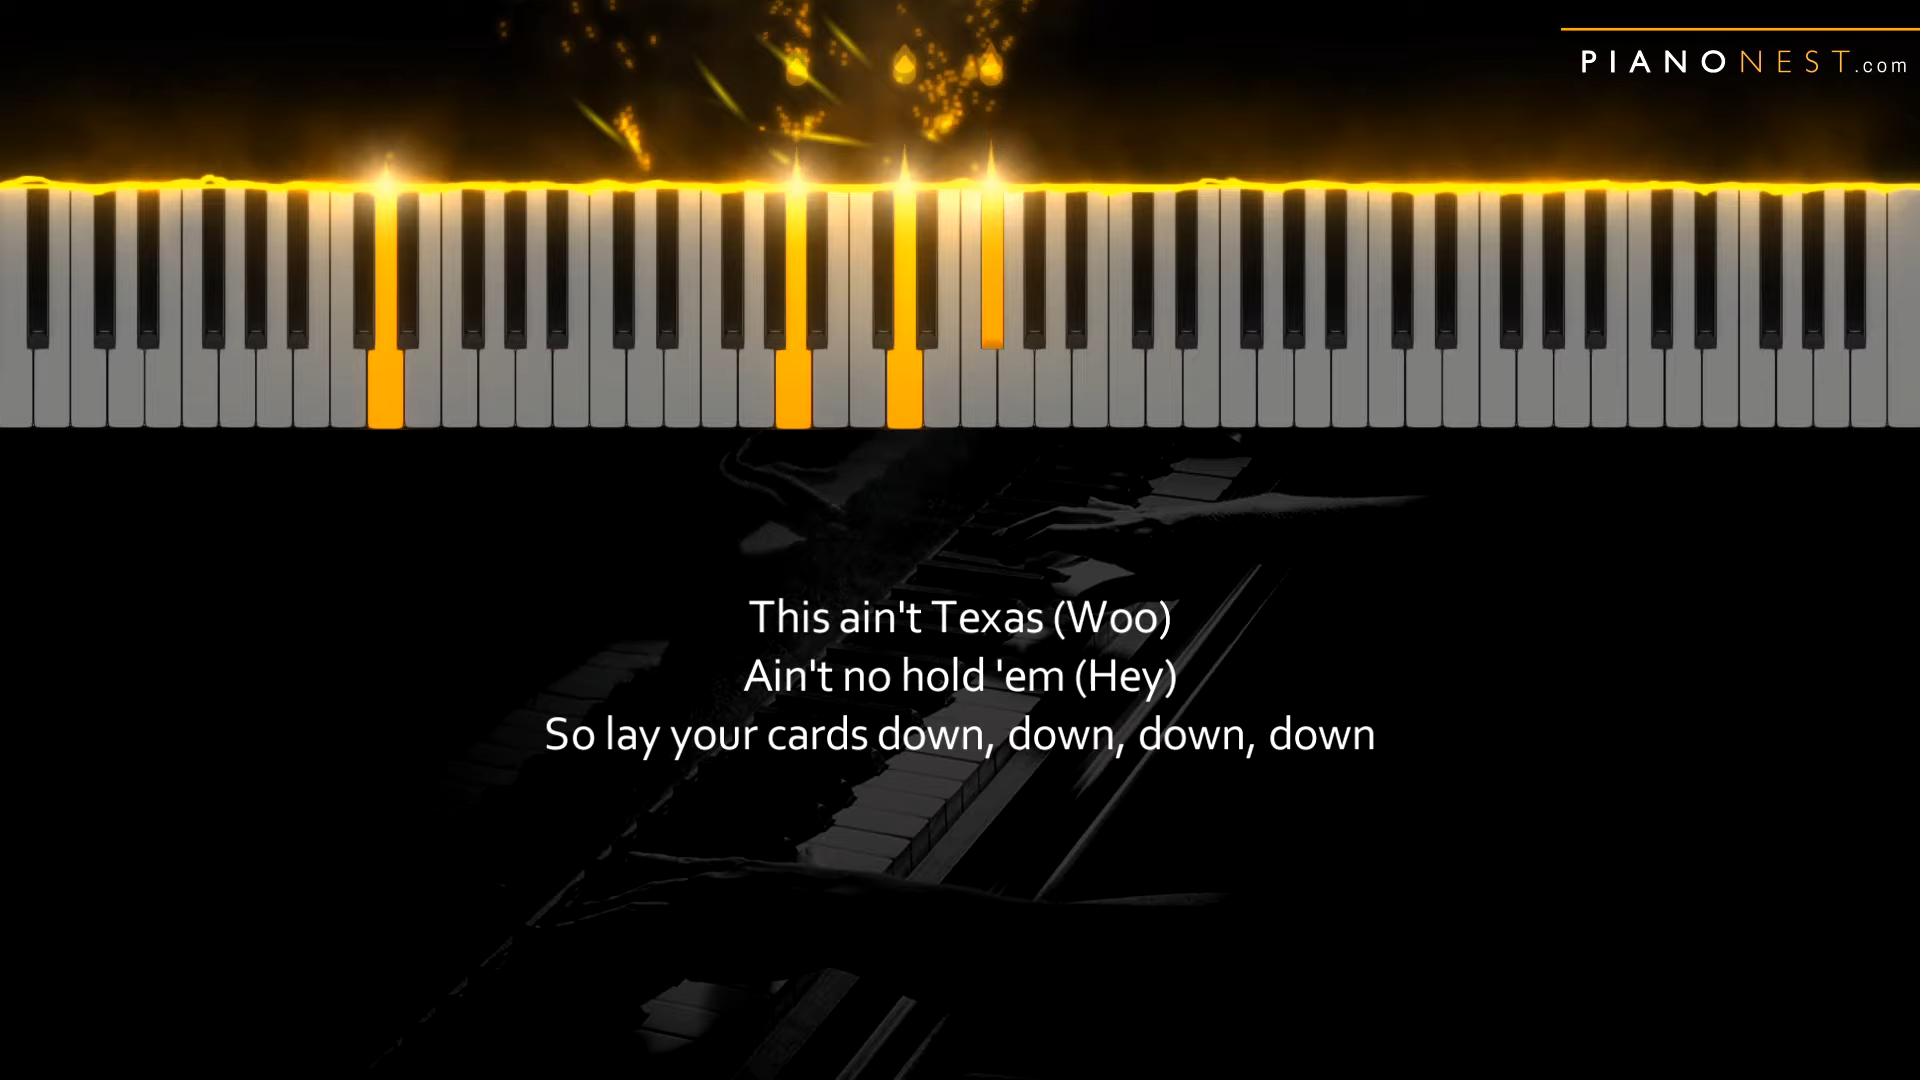 PIANONEST.com
This ain't Texas (Woo)
Ain't no hold 'em (Hey)
So lay your cards down, down, down, down